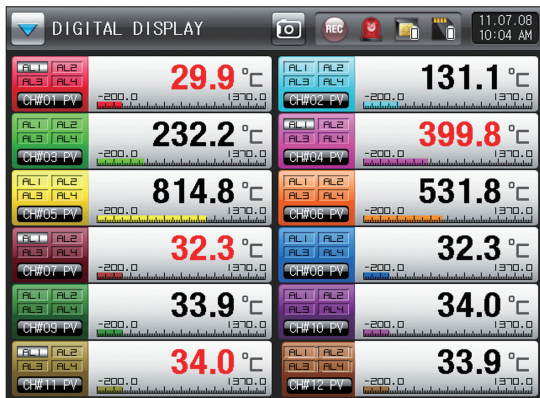 DIGITAL DISPLAY
REC
11.07.08
10:04 AM
AL1 AL2
AL3 AL4
CH#01 PV
29.9 °C
-200.0 1370.0
AL1 AL2
AL3 AL4
CH#02 PV
131.1 °C
-200.0 1370.0
AL1 AL2
AL3 AL4
CH#03 PV
232.2 °C
-200.0 1370.0
AL1 AL2
AL3 AL4
CH#04 PV
399.8 °C
-200.0 1370.0
AL1 AL2
AL3 AL4
CH#05 PV
814.8 °C
-200.0 1370.0
AL1 AL2
AL3 AL4
CH#06 PV
531.8 °C
-200.0 1370.0
AL1 AL2
AL3 AL4
CH#07 PV
32.3 °C
-200.0 1370.0
AL1 AL2
AL3 AL4
CH#08 PV
32.3 °C
-200.0 1370.0
AL1 AL2
AL3 AL4
CH#09 PV
33.9 °C
-200.0 1370.0
AL1 AL2
AL3 AL4
CH#10 PV
34.0 °C
-200.0 1370.0
AL1 AL2
AL3 AL4
CH#11 PV
34.0 °C
-200.0 1370.0
AL1 AL2
AL3 AL4
CH#12 PV
33.9 °C
-200.0 1370.0